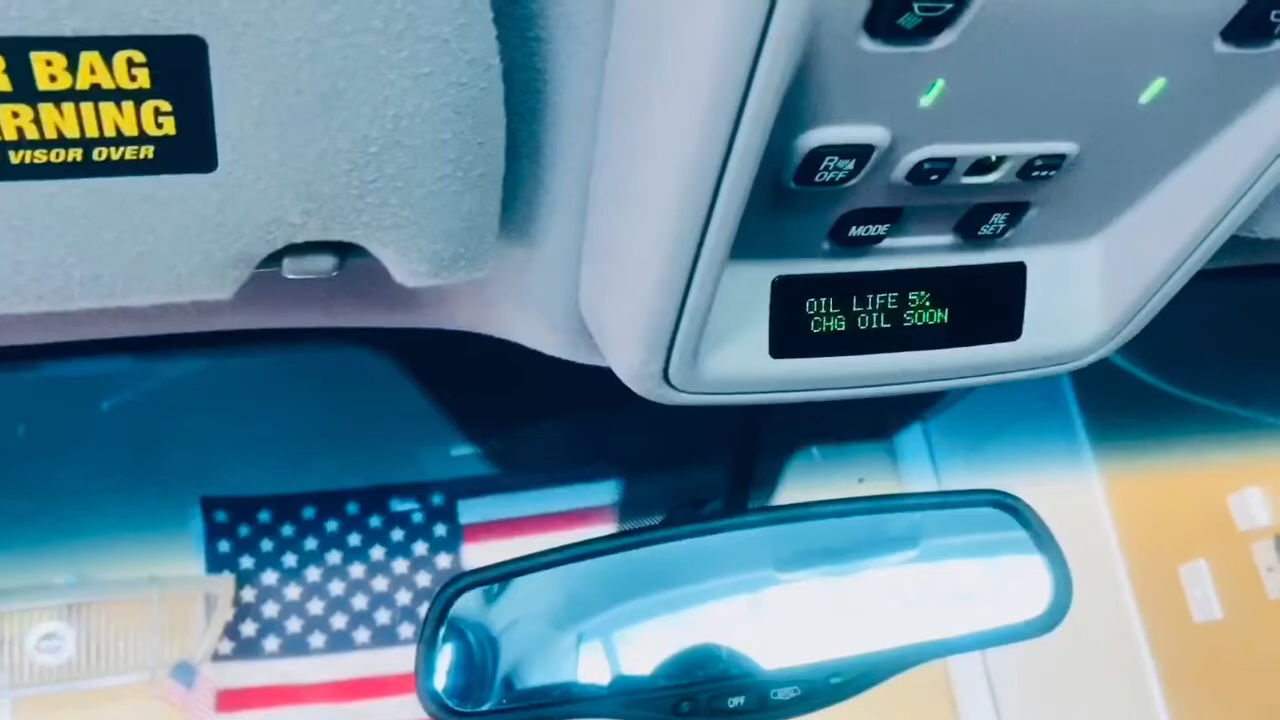 R BAG
RNING
VISOR OVER
R
OFF
MODE
RE
SET
OIL LIFE 5%
CHG OIL SOON
OFF